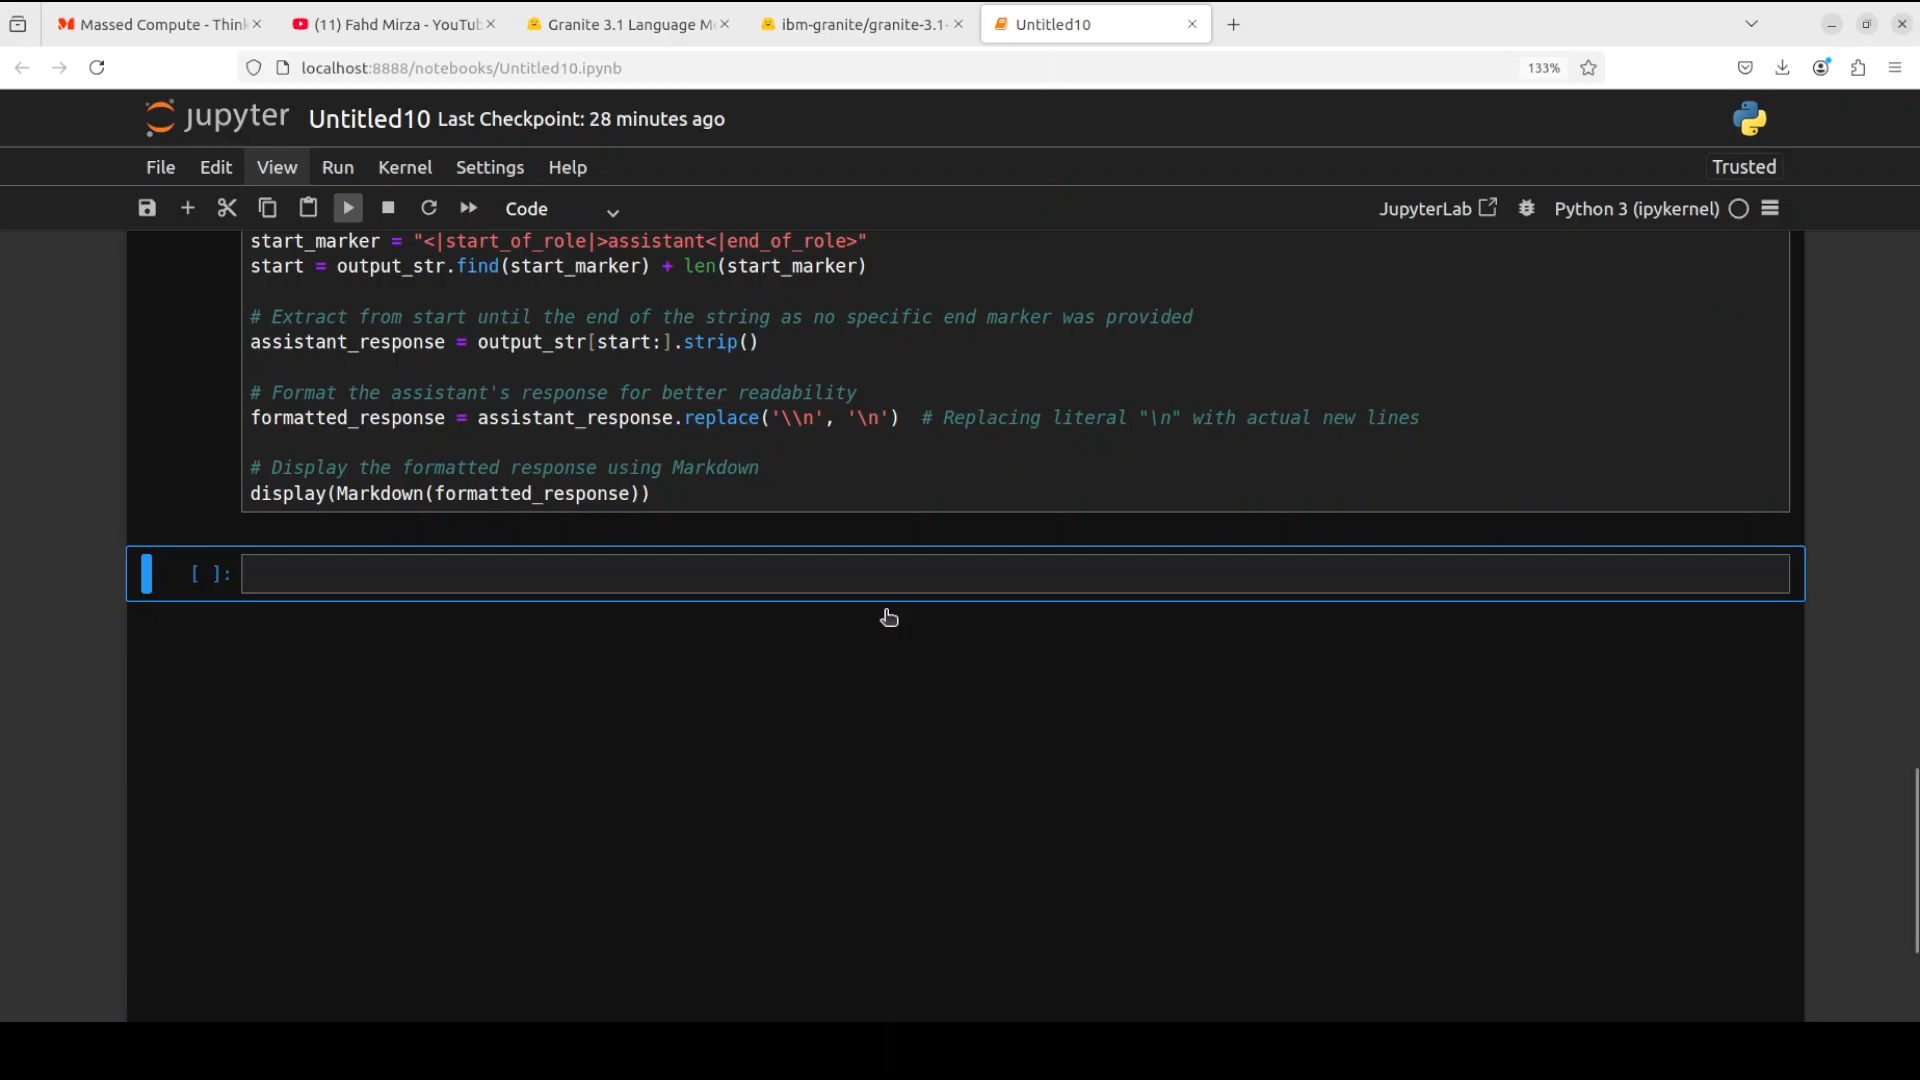 Massed Compute - Think
(11) Fahd Mirza - YouTub
Granite 3.1 Language M
ibm-granite/granite-3.1-
Untitled10
localhost:8888/notebooks/Untitled10.ipynb
133%
jupyter Untitled10 Last Checkpoint: 28 minutes ago
File Edit View Run Kernel Settings Help
Trusted
Code
JupyterLab
Python 3 (ipykernel)
start_marker = "<|start_of_role|>assistant<|end_of_role>"
start = output_str.find(start_marker) + len(start_marker)
# Extract from start until the end of the string as no specific end marker was provided
assistant_response = output_str[start:].strip()
# Format the assistant's response for better readability
formatted_response = assistant_response.replace('\\n', '\n')  # Replacing literal "\n" with actual new lines
# Display the formatted response using Markdown
display(Markdown(formatted_response))
[ ]: